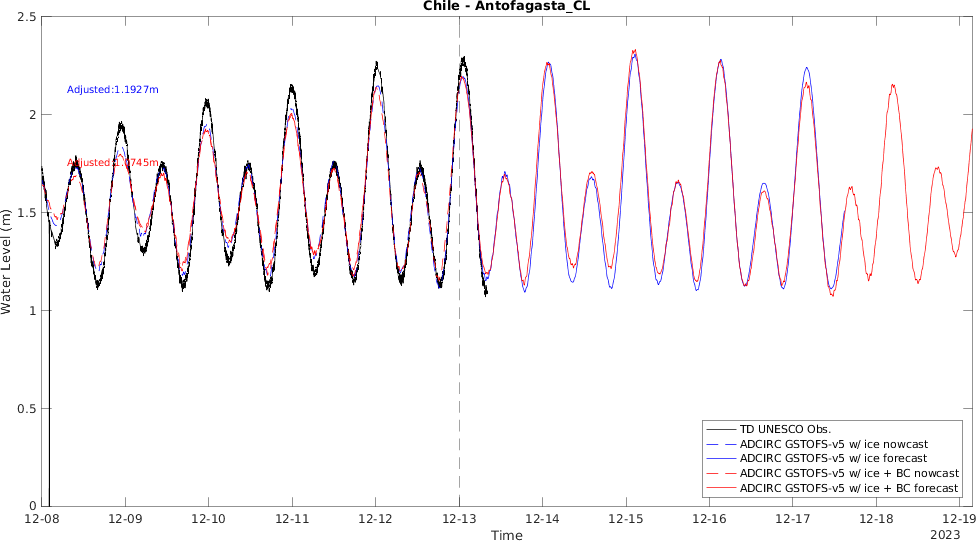 Chile - Antofagasta_CL
2.5
2
1.5
1
0.5
0
Water Level (m)
Adjusted:1.1927m
Adjusted:1.0745m
TD UNESCO Obs.
ADCIRC GSTOFS-v5 w/ ice nowcast
ADCIRC GSTOFS-v5 w/ ice forecast
ADCIRC GSTOFS-v5 w/ ice + BC nowcast
ADCIRC GSTOFS-v5 w/ ice + BC forecast
12-08 12-09 12-10 12-11 12-12 12-13 12-14 12-15 12-16 12-17 12-18 12-19
Time
2023